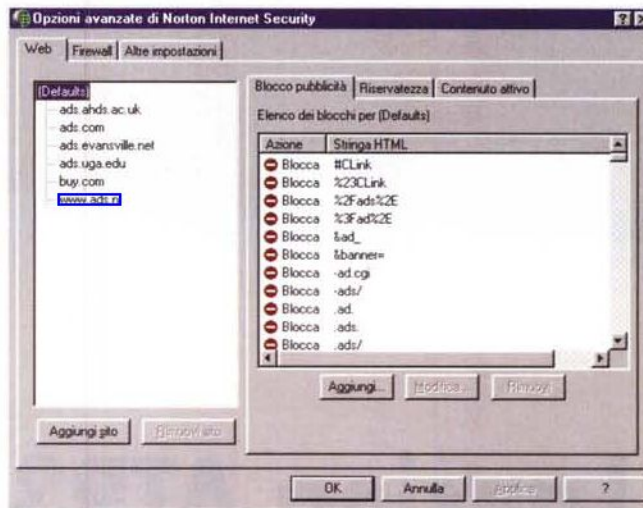 Opzioni avanzate di Norton Internet Security
Web Firewall Altre impostazioni
(Defaults)
ads.ahds.ac.uk
ads.com
ads.evansville.net
ads.uga.edu
buy.com
Blocco pubblicità Riservatezza Contenuto attivo
Elenco dei blocchi per (Defaults)
Azione Stringa HTML
Blocca #CLink
Blocca %23CLink
Blocca %2Fads%2E
Blocca %3Fad%2E
Blocca &ad_
Blocca &banner=
Blocca -ad.cgi
Blocca -ads/
Blocca .ad.
Blocca .ads.
Blocca .ads/
Aggiungi... Modifica... Rimuovi
Aggiungi sito Rimuovi sito
OK Annulla Applica ?